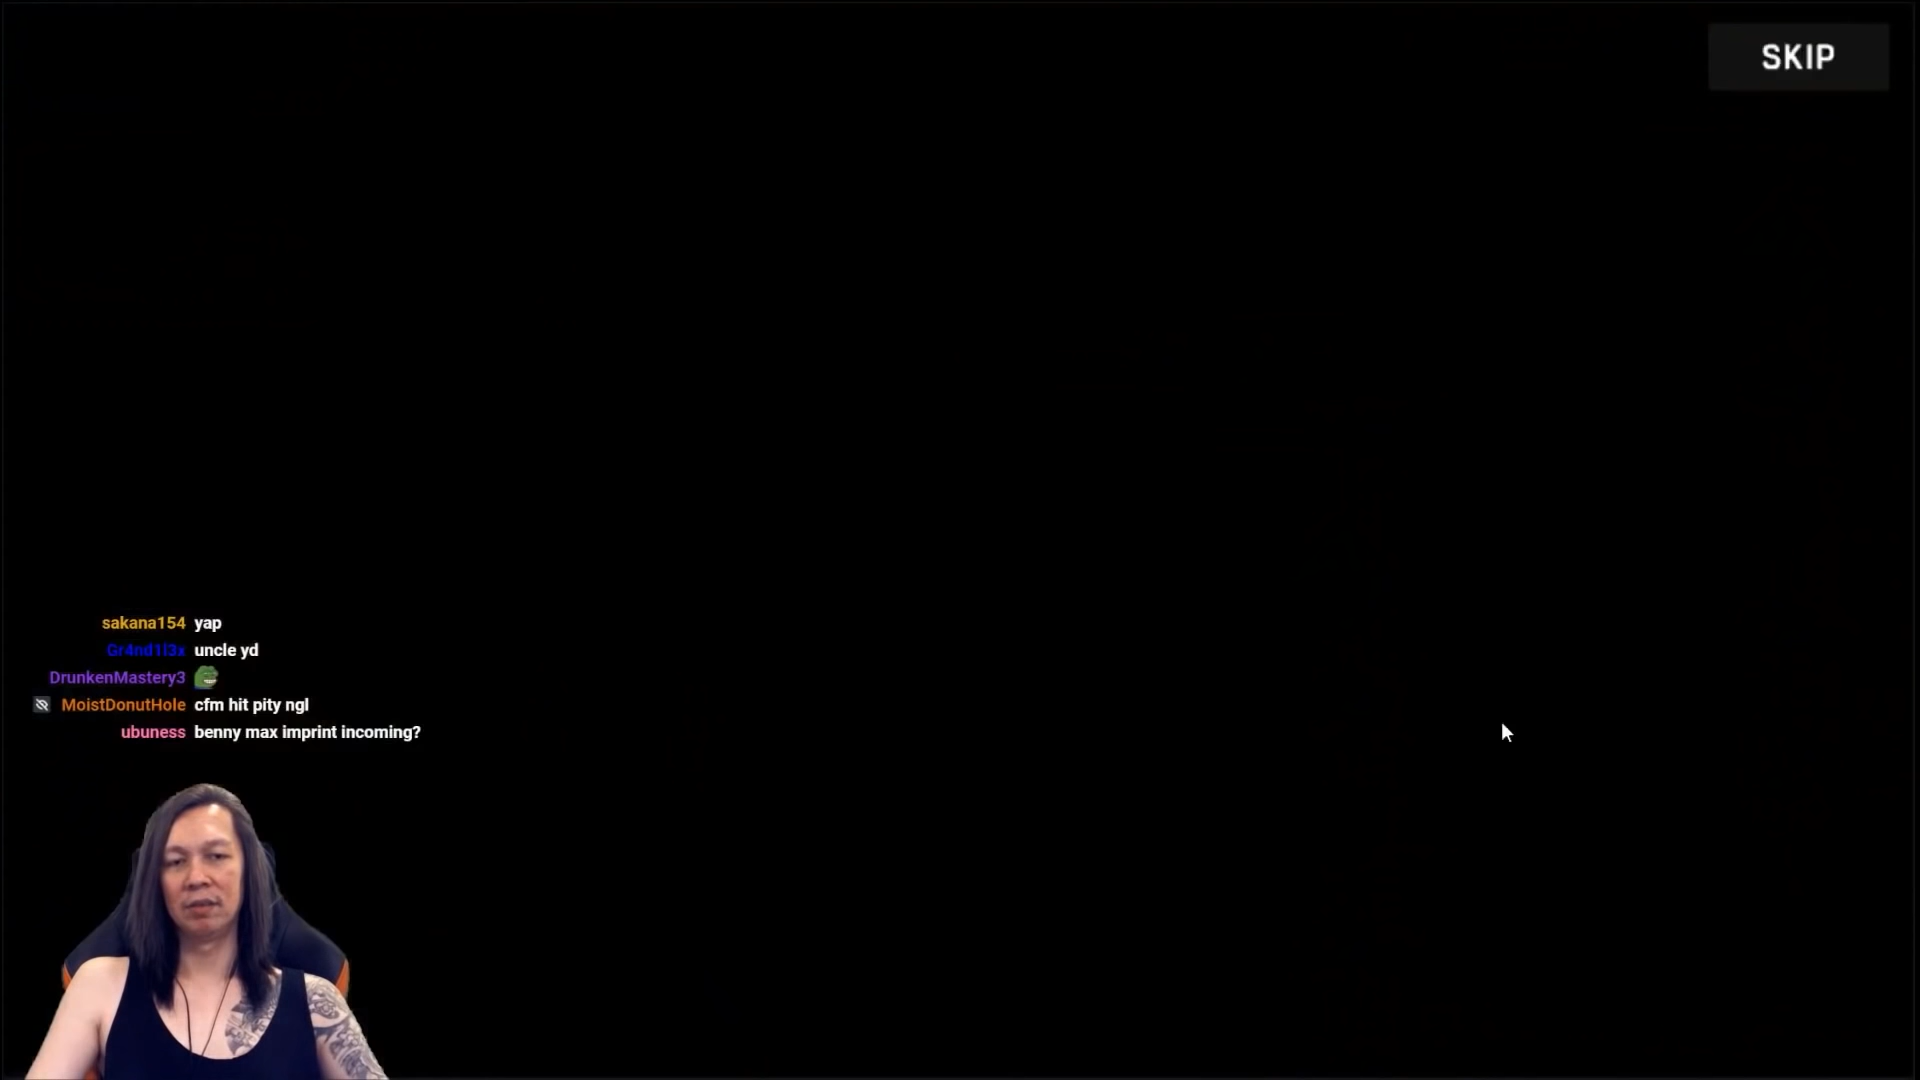 SKIP
sakana154 yap
Gr4nd1l3x uncle yd
DrunkenMastery3
MoistDonutHole cfm hit pity ngl
ubuness benny max imprint incoming?